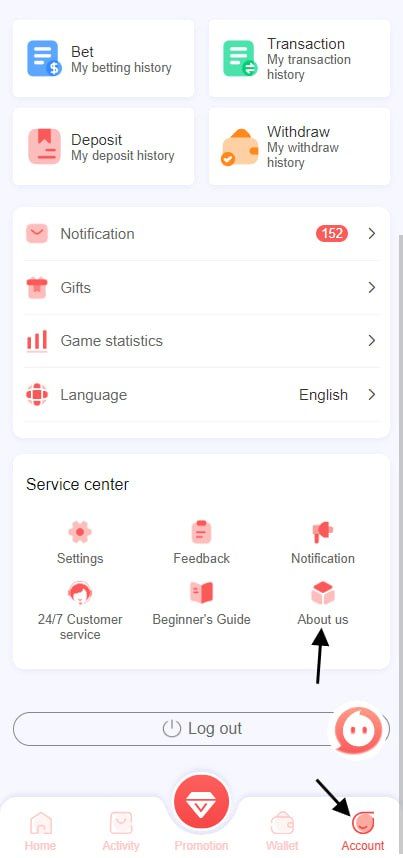 Bet
My betting history
Transaction
My transaction
history
Deposit
My deposit history
Withdraw
My withdraw
history
Notification
152
Gifts
Game statistics
Language
English
Service center
Settings
Feedback
Notification
24/7 Customer
service
Beginner's Guide
About us
Log out
Home
Activity
Promotion
Wallet
Account